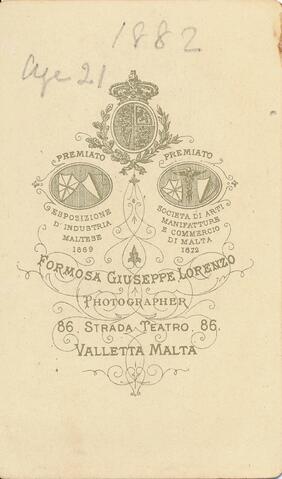 1882
Age 21
PREMIATO
ESPOSIZIONE
D'INDUSTRIA
MALTESE
1869
PREMIATO
SOCIETÀ DI ARTI
MANIFATTURE
E COMMERCIO
DI MALTA
1872
FORMOSA GIUSEPPE LORENZO
PHOTOGRAPHER
86. STRADA TEATRO. 86.
VALLETTA MALTA